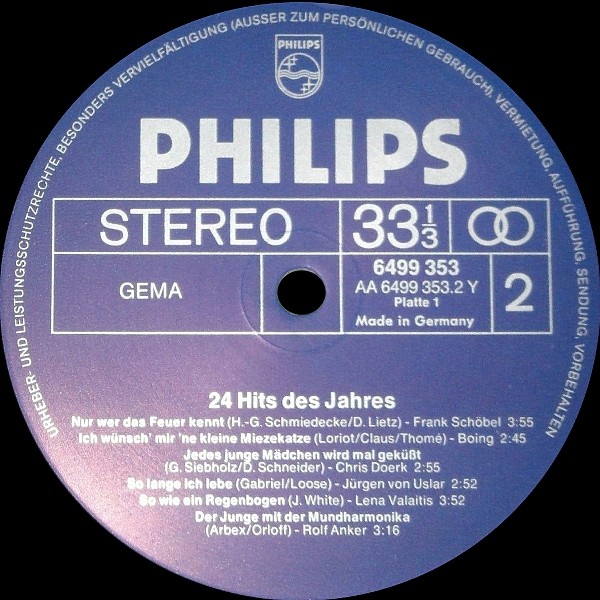 URHEBER- UND LEISTUNGSSCHUTZRECHTE, BESONDERS VERVIELFÄLTIGUNG (AUSSER ZUM PERSÖNLICHEN GEBRAUCH), VERMIETUNG, AUFFÜHRUNG, SENDUNG, VORBEHALTEN
PHILIPS
PHILIPS
STEREO 33 1/3
GEMA
6499 353
AA 6499 353.2 Y
Platte 1
Made in Germany
2
24 Hits des Jahres
Nur wer das Feuer kennt (H.-G. Schmiedecke/D. Lietz) - Frank Schöbel 3:55
Ich wünsch' mir 'ne kleine Miezekatze (Loriot/Claus/Thomé) - Boing 2:45
Jedes junge Mädchen wird mal geküßt
(G. Siebholz/D. Schneider) - Chris Doerk 2:55
So lange ich lebe (Gabriel/Loose) - Jürgen von Uslar 2:52
So wie ein Regenbogen (J. White) - Lena Valaitis 3:52
Der Junge mit der Mundharmonika
(Arbex/Orloff) - Rolf Anker 3:16